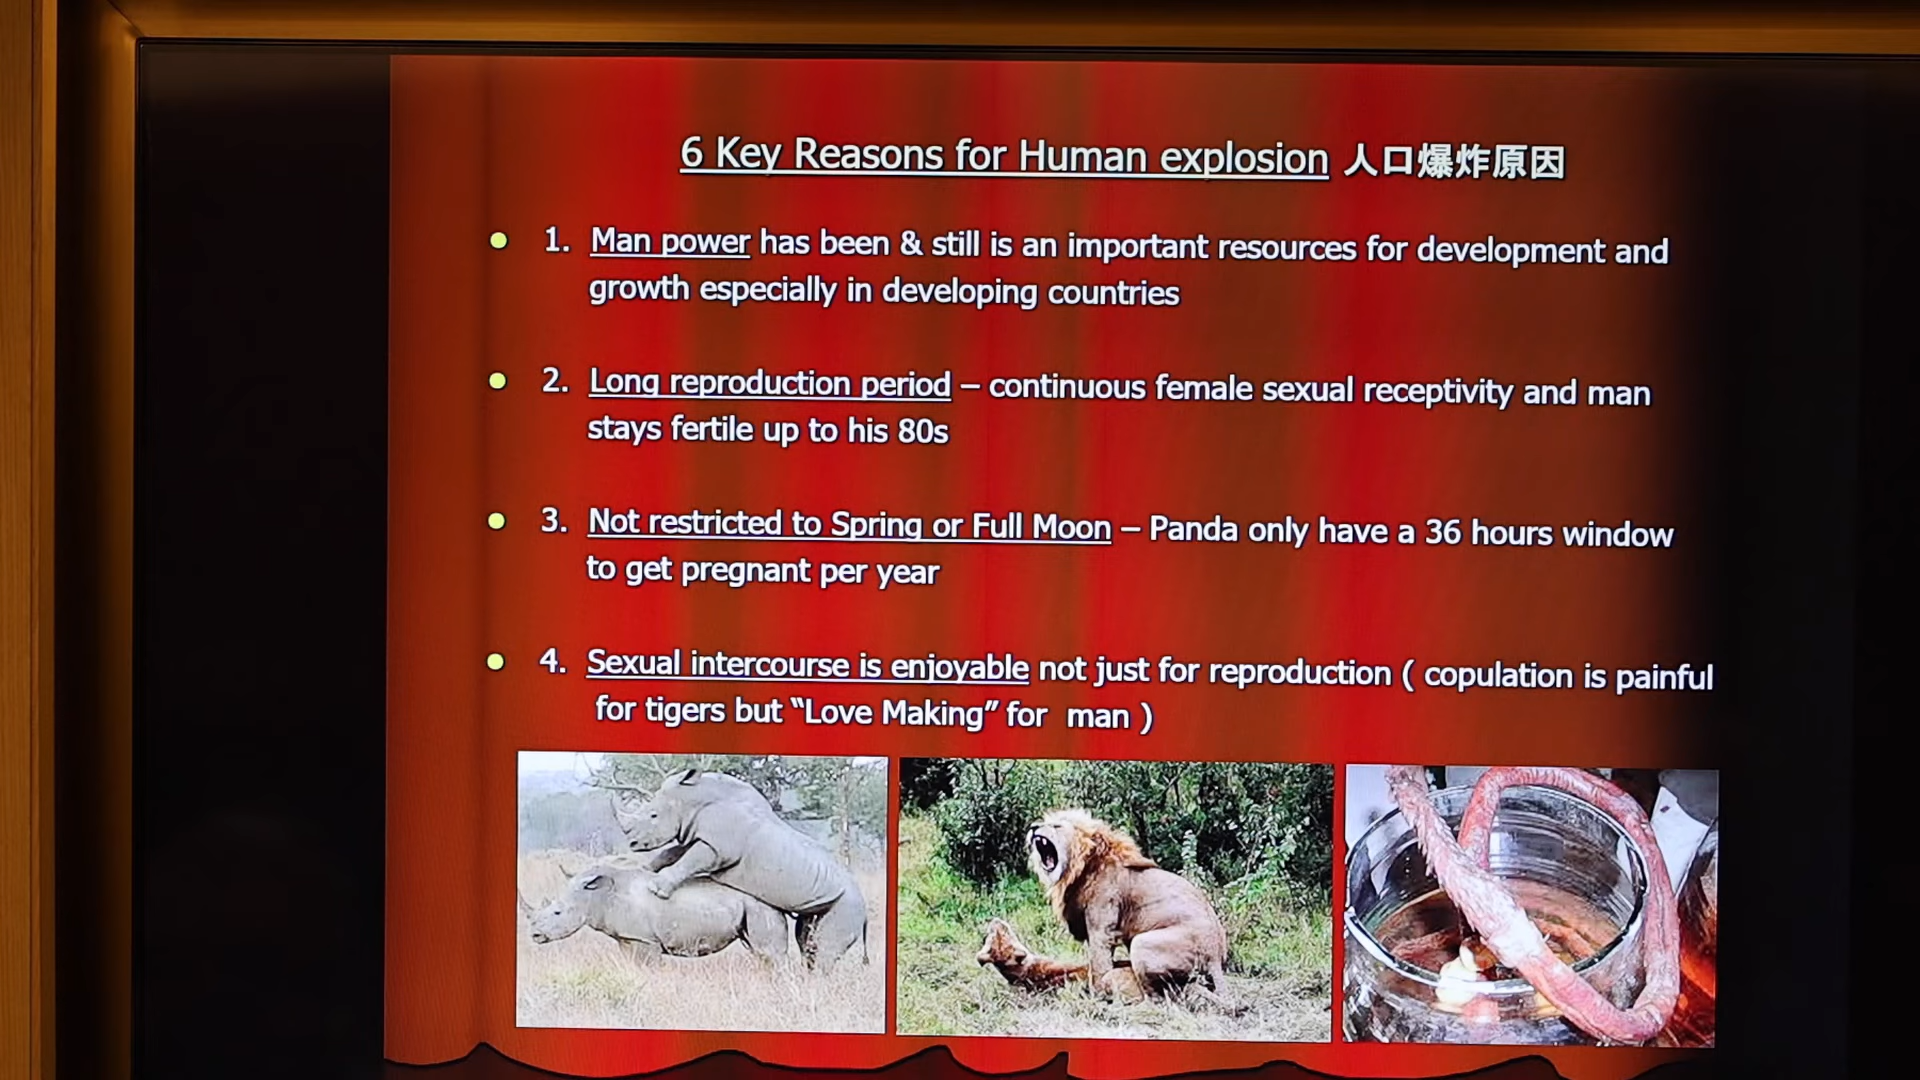 6 Key Reasons for Human explosion 人口爆炸原因
1. Man power has been & still is an important resources for development and
growth especially in developing countries
2. Long reproduction period – continuous female sexual receptivity and man
stays fertile up to his 80s
3. Not restricted to Spring or Full Moon – Panda only have a 36 hours window
to get pregnant per year
4. Sexual intercourse is enjoyable not just for reproduction ( copulation is painful
for tigers but “Love Making” for man )